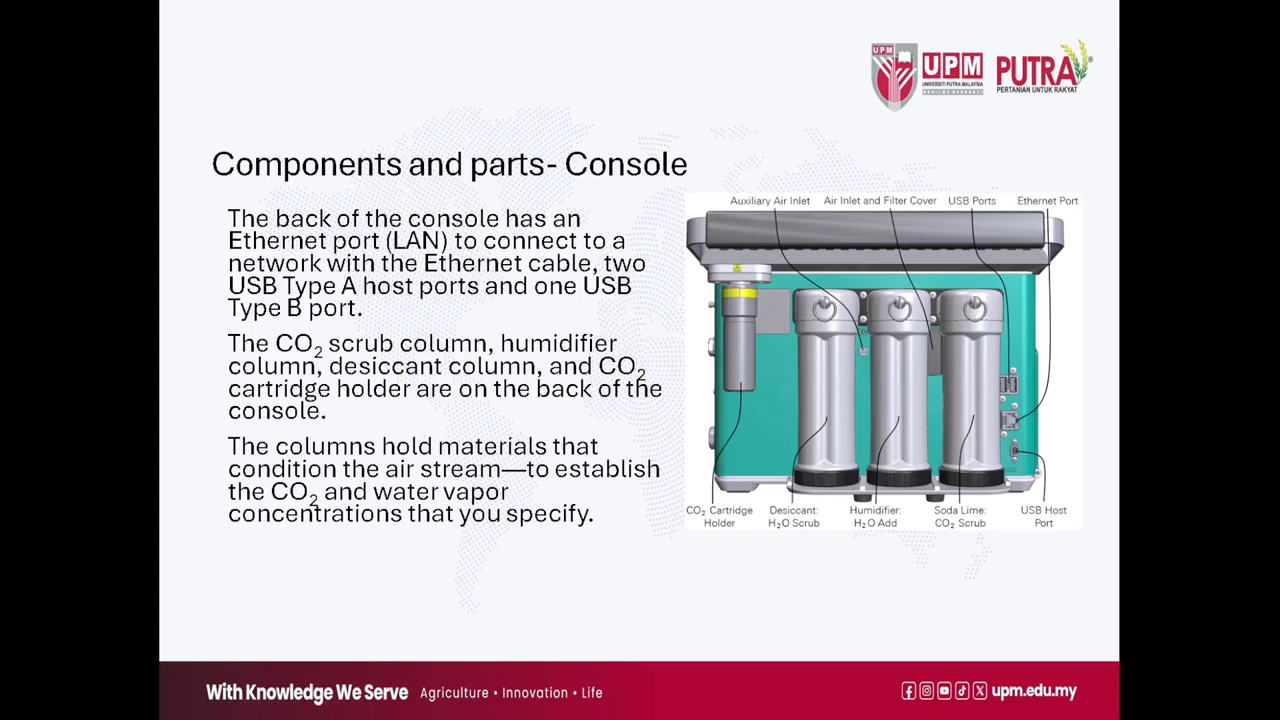 UPM
UPM
UNIVERSITI PUTRA MALAYSIA
BERILMU BERBAKTI
PUTRA
PERTANIAN UNTUK RAKYAT
Components and parts- Console
The back of the console has an
Ethernet port (LAN) to connect to a
network with the Ethernet cable, two
USB Type A host ports and one USB
Type B port.
The CO₂ scrub column, humidifier
column, desiccant column, and CO₂
cartridge holder are on the back of the
console.
The columns hold materials that
condition the air stream—to establish
the CO₂ and water vapor
concentrations that you specify.
Auxiliary Air Inlet
Air Inlet and Filter Cover
USB Ports
Ethernet Port
CO₂ Cartridge
Holder
Desiccant:
H₂O Scrub
Humidifier:
H₂O Add
Soda Lime:
CO₂ Scrub
USB Host
Port
With Knowledge We Serve
Agriculture • Innovation • Life
upm.edu.my